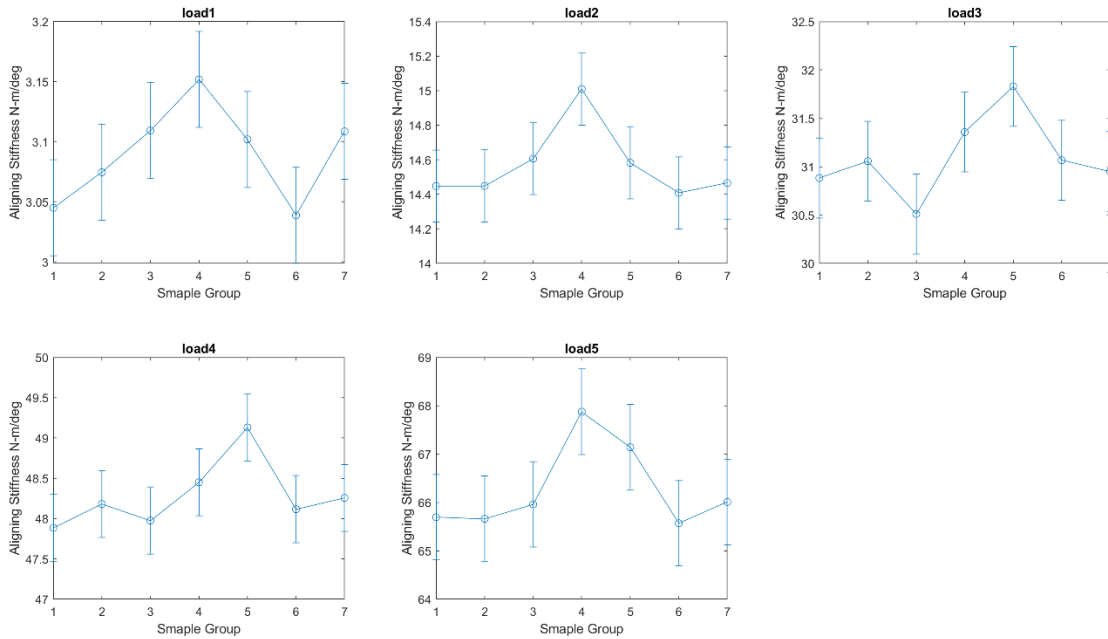 load1
Aligning Stiffness N-m/deg
3.2
3.15
3.1
3.05
3
1 2 3 4 5 6 7
Smaple Group
load2
Aligning Stiffness N-m/deg
15.4
15.2
15
14.8
14.6
14.4
14.2
14
1 2 3 4 5 6 7
Smaple Group
load3
Aligning Stiffness N-m/deg
32.5
32
31.5
31
30.5
30
1 2 3 4 5 6 7
Smaple Group
load4
Aligning Stiffness N-m/deg
50
49.5
49
48.5
48
47.5
47
1 2 3 4 5 6 7
Smaple Group
load5
Aligning Stiffness N-m/deg
69
68
67
66
65
64
1 2 3 4 5 6 7
Smaple Group